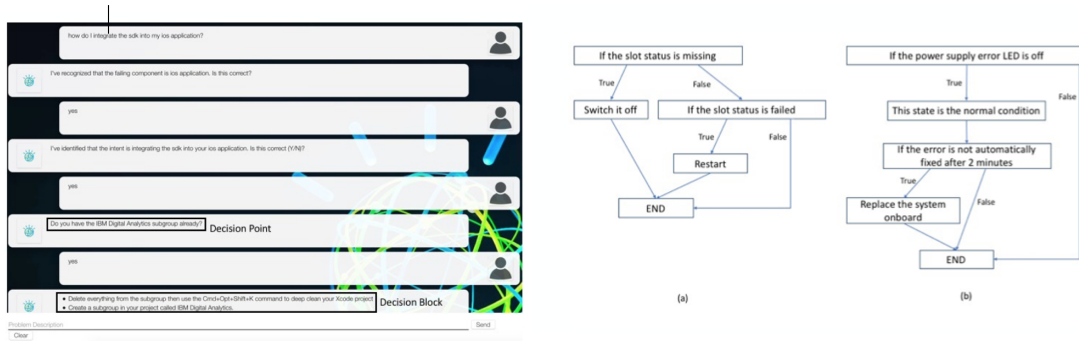 how do I integrate the sdk into my ios application?
I've recognized that the failing component is ios application. Is this correct?
yes
I've identified that the intent is integrating the sdk into your ios application. Is this correct (Y/N)?
yes
Do you have the IBM Digital Analytics subgroup already?
Decision Point
yes
• Delete everything from the subgroup then use the Cmd+Opt+Shift+K command to deep clean your Xcode project
• Create a subgroup in your project called IBM Digital Analytics.
Decision Block
Problem Description
Send
Clear
If the slot status is missing
True
False
Switch it off
If the slot status is failed
True
False
Restart
END
(a)
If the power supply error LED is off
True
False
This state is the normal condition
If the error is not automatically
fixed after 2 minutes
True
False
Replace the system
onboard
END
(b)